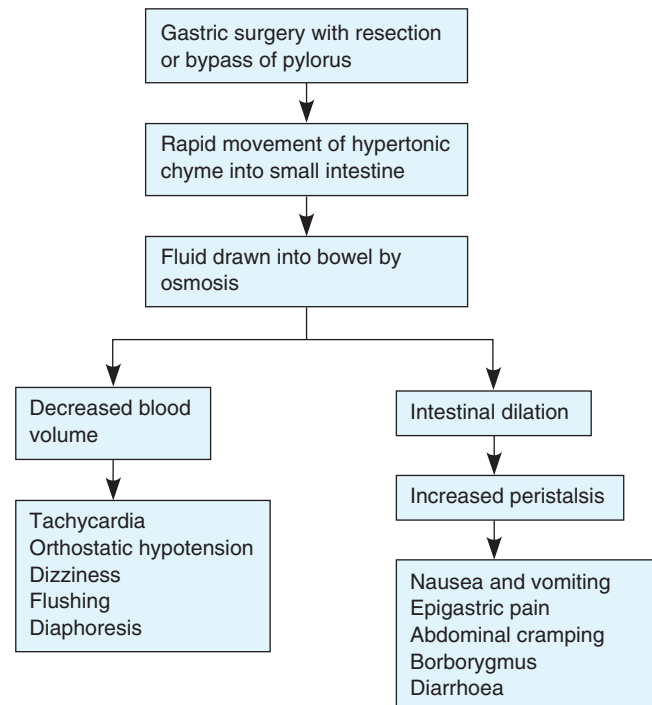 Gastric surgery with resection
or bypass of pylorus
Rapid movement of hypertonic
chyme into small intestine
Fluid drawn into bowel by
osmosis
Decreased blood
volume
Tachycardia
Orthostatic hypotension
Dizziness
Flushing
Diaphoresis
Intestinal dilation
Increased peristalsis
Nausea and vomiting
Epigastric pain
Abdominal cramping
Borborygmus
Diarrhoea